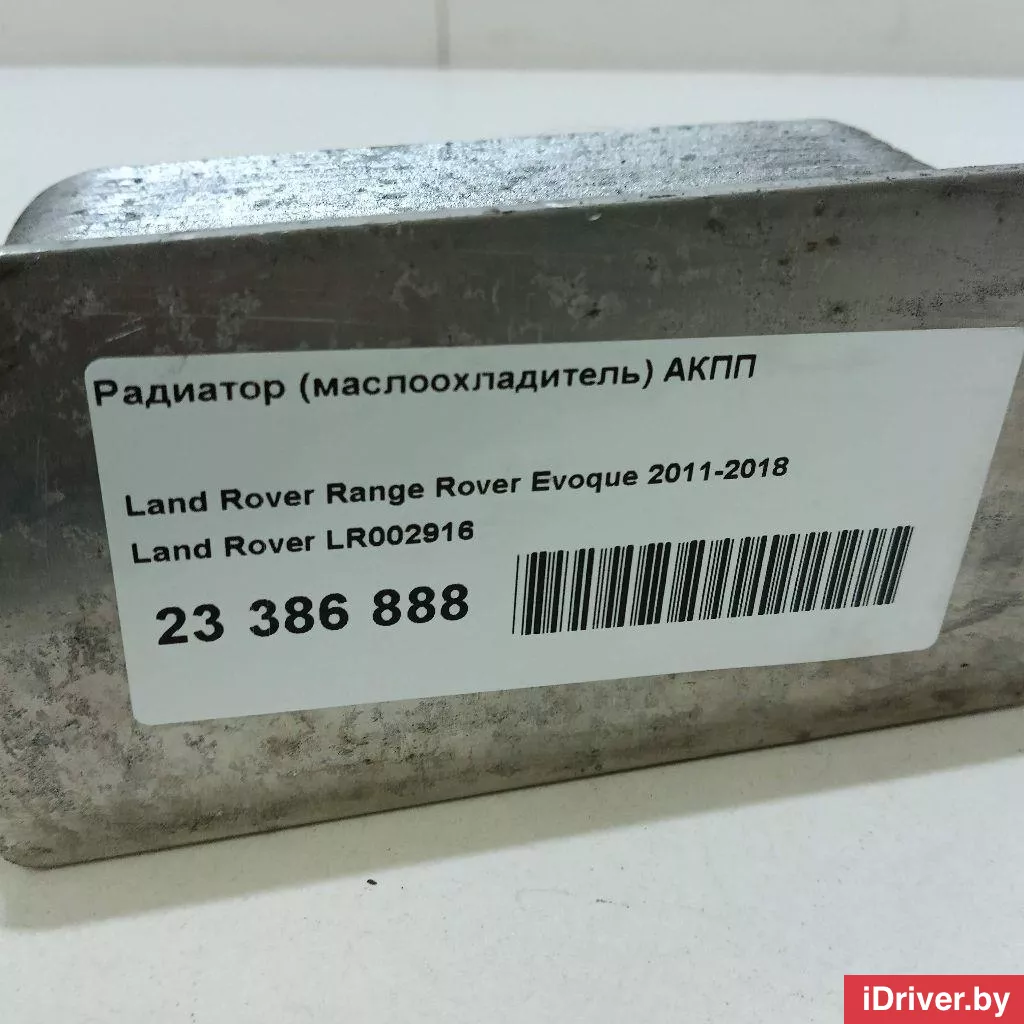 Радиатор (маслоохладитель) АКПП
Land Rover Range Rover Evoque 2011-2018
Land Rover LR002916
23 386 888
iDriver.by